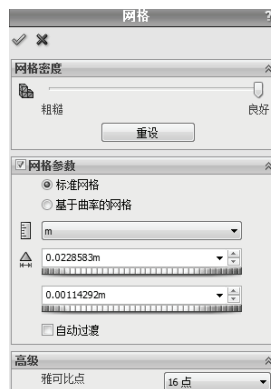 网格
?
网格密度
粗糙
良好
重设
网格参数
标准网格
基于曲率的网格
m
0.0228583m
0.00114292m
自动过渡
高级
雅可比点
16 点